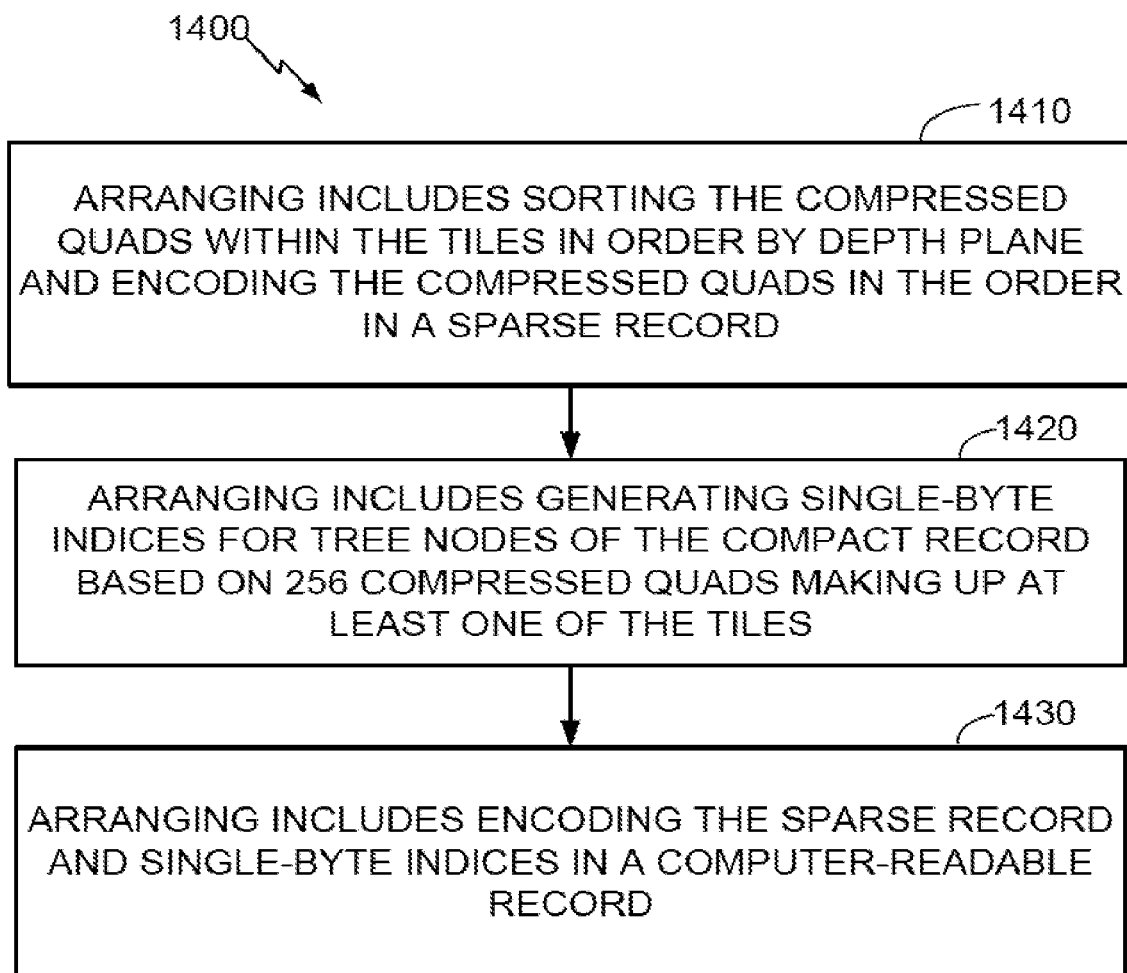 1400
1410
ARRANGING INCLUDES SORTING THE COMPRESSED
QUADS WITHIN THE TILES IN ORDER BY DEPTH PLANE
AND ENCODING THE COMPRESSED QUADS IN THE ORDER
IN A SPARSE RECORD
1420
ARRANGING INCLUDES GENERATING SINGLE-BYTE
INDICES FOR TREE NODES OF THE COMPACT RECORD
BASED ON 256 COMPRESSED QUADS MAKING UP AT
LEAST ONE OF THE TILES
1430
ARRANGING INCLUDES ENCODING THE SPARSE RECORD
AND SINGLE-BYTE INDICES IN A COMPUTER-READABLE
RECORD